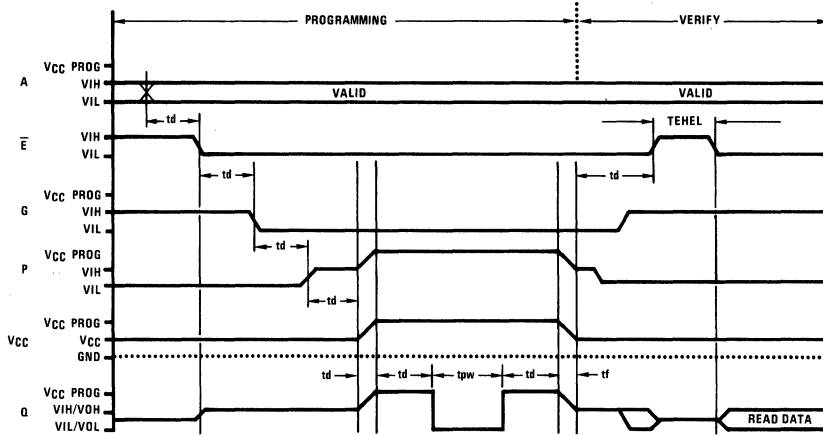 PROGRAMMING VERIFY
VCC PROG
A VIH VALID VALID
VIL
td TEHEL
E VIH
VIL
td td
VCC PROG
G VIH
VIL
td
VCC PROG
P VIH
VIL
td
VCC PROG
VCC VCC
GND
td td tpw td tf
VCC PROG
Q VIH/VOH
VIL/VOL READ DATA